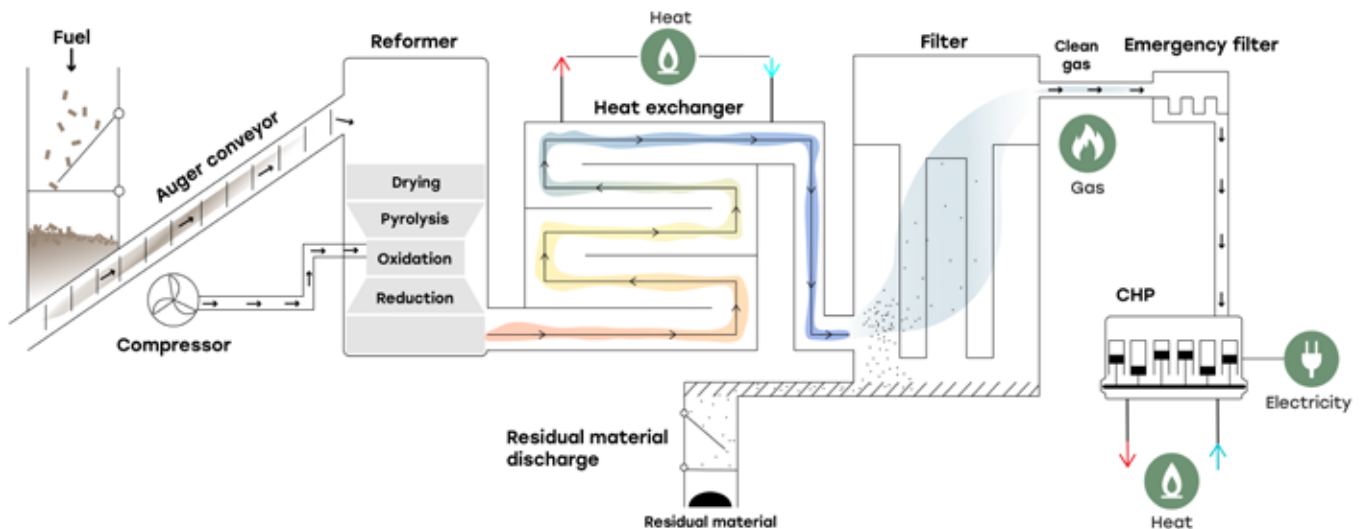 Fuel
Auger conveyor
Compressor
Reformer
Drying
Pyrolysis
Oxidation
Reduction
Heat
Heat exchanger
Filter
Residual material
discharge
Residual material
Clean
gas
Gas
Emergency filter
CHP
Electricity
Heat